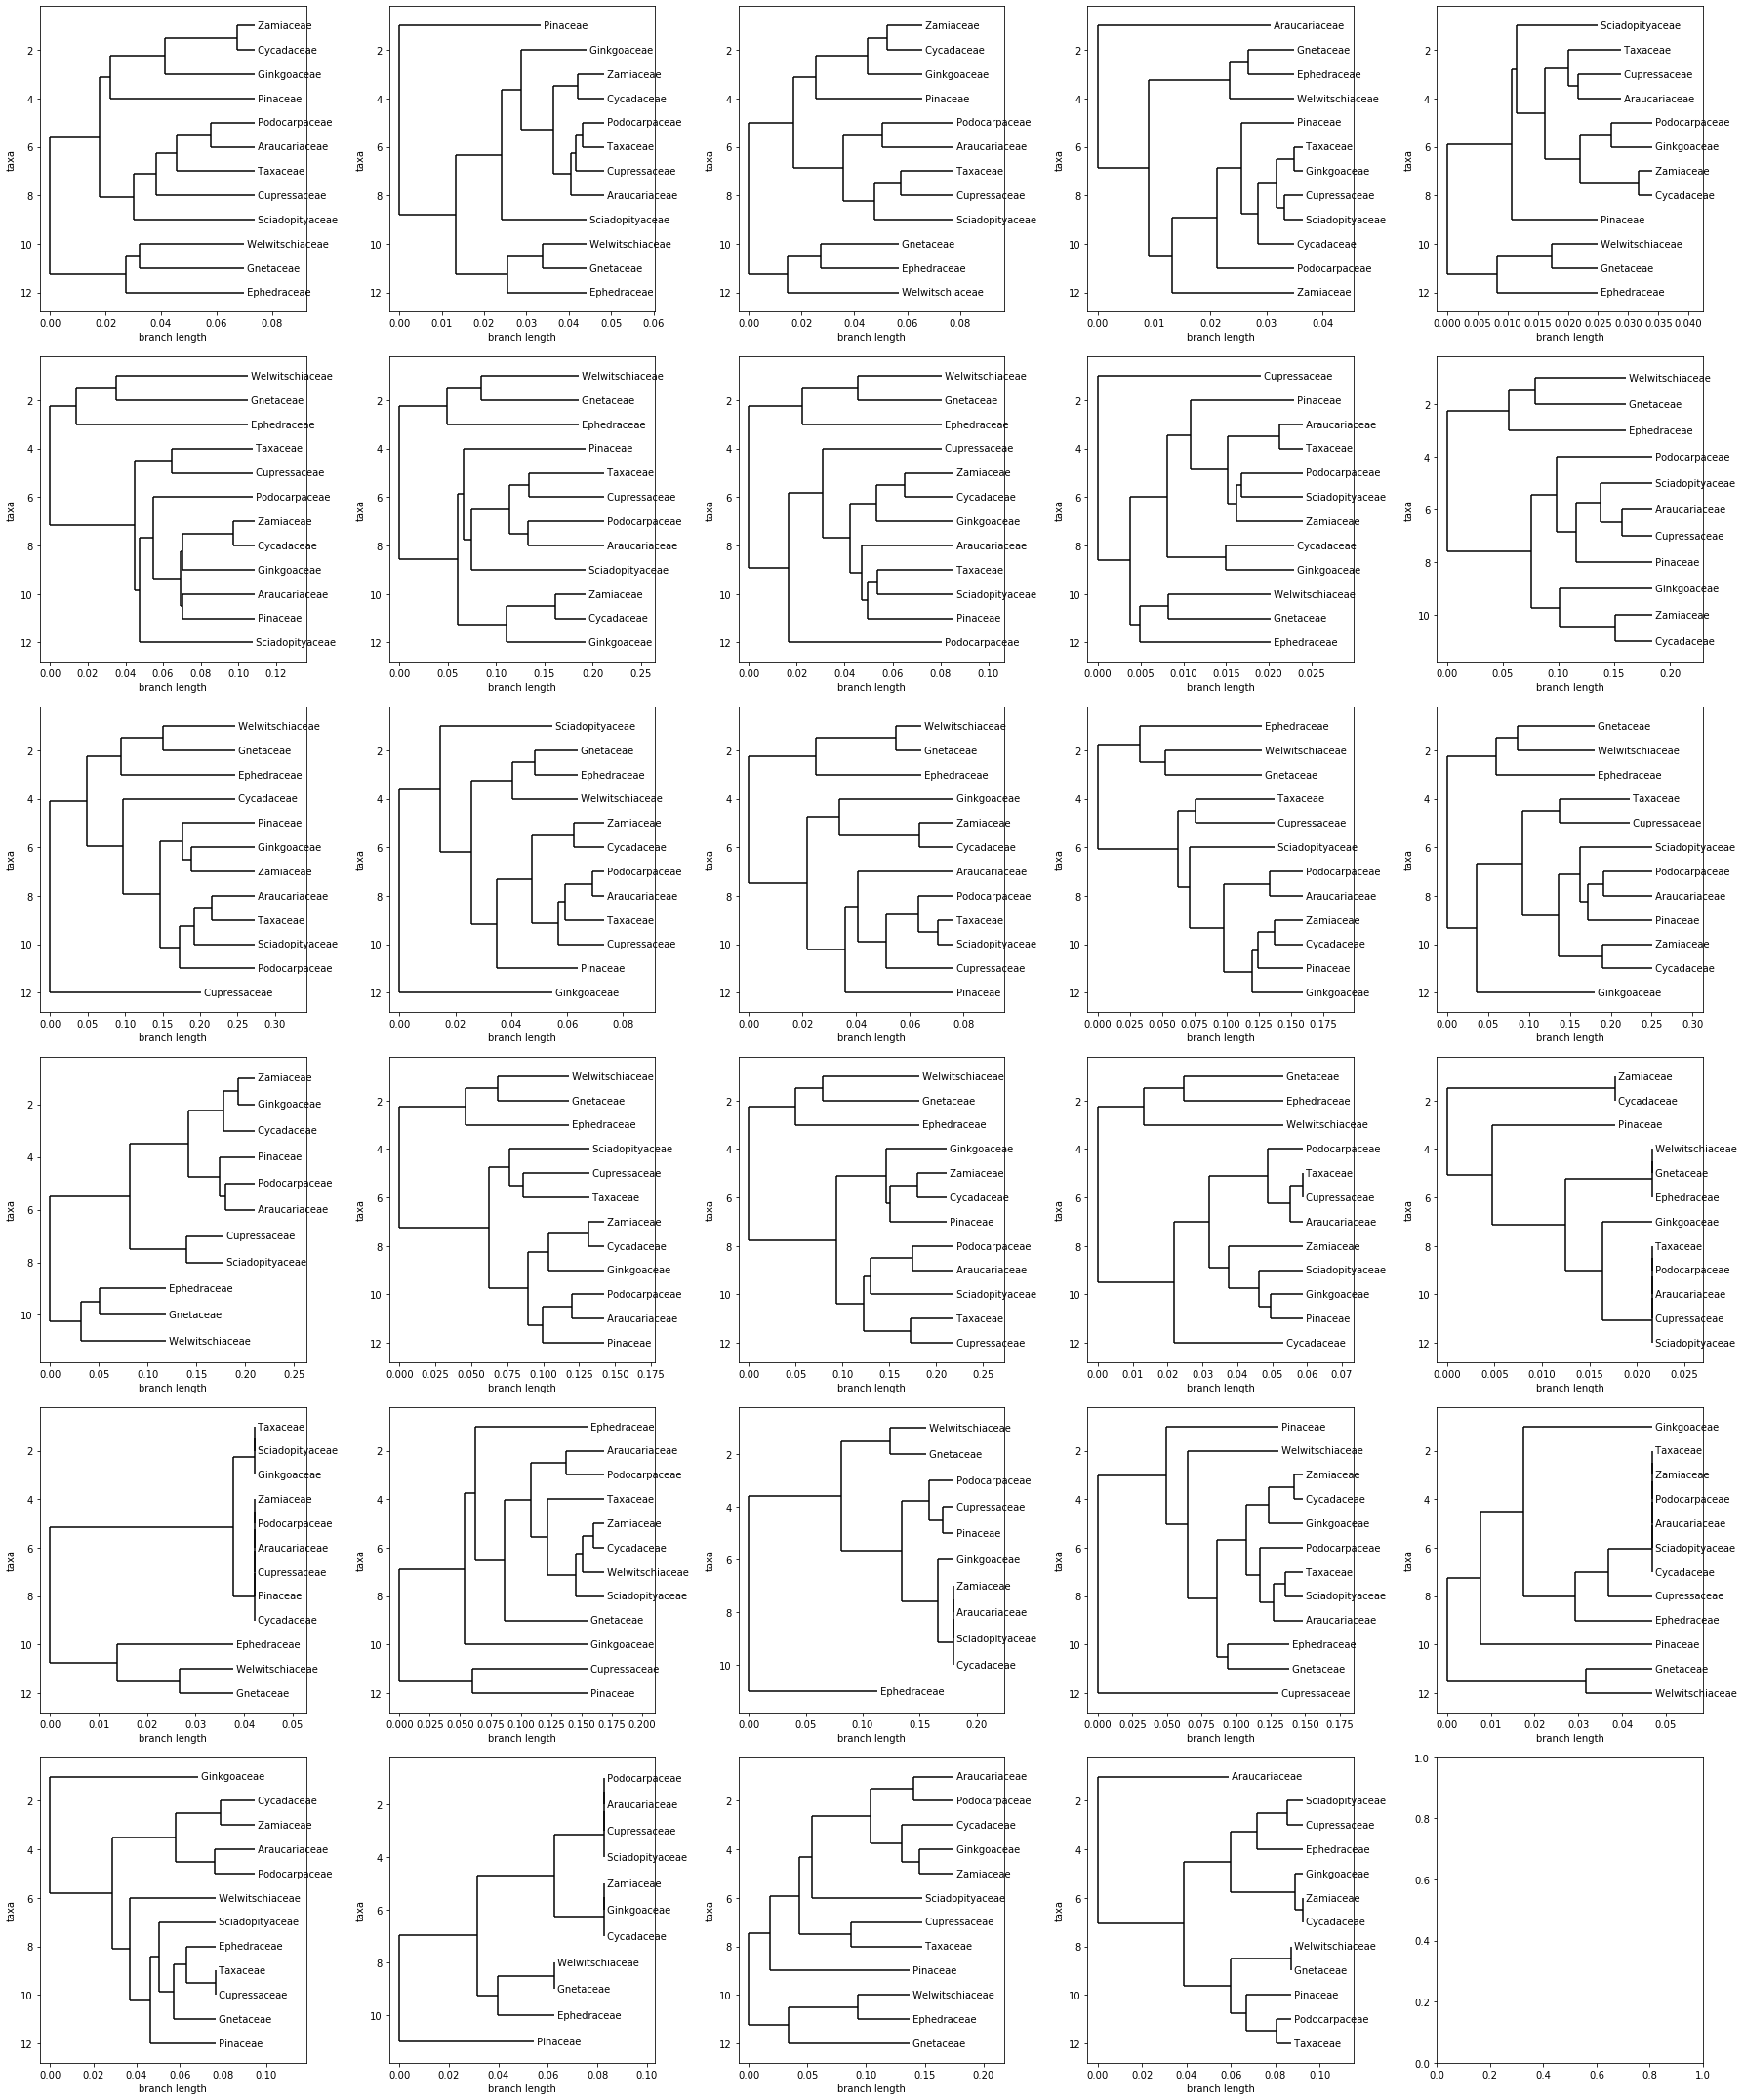 taxa
2
4
6
8
10
12
Zamiaceae
Cycadaceae
Ginkgoaceae
Pinaceae
Podocarpaceae
Araucariaceae
Taxaceae
Cupressaceae
Sciadopityaceae
Welwitschiaceae
Gnetaceae
Ephedraceae
0.00 0.02 0.04 0.06 0.08
branch length
taxa
2
4
6
8
10
12
Pinaceae
Ginkgoaceae
Zamiaceae
Cycadaceae
Podocarpaceae
Taxaceae
Cupressaceae
Araucariaceae
Sciadopityaceae
Welwitschiaceae
Gnetaceae
Ephedraceae
0.00 0.01 0.02 0.03 0.04 0.05 0.06
branch length
taxa
2
4
6
8
10
12
Zamiaceae
Cycadaceae
Ginkgoaceae
Pinaceae
Podocarpaceae
Araucariaceae
Taxaceae
Cupressaceae
Sciadopityaceae
Gnetaceae
Ephedraceae
Welwitschiaceae
0.00 0.02 0.04 0.06 0.08
branch length
taxa
2
4
6
8
10
12
Araucariaceae
Gnetaceae
Ephedraceae
Welwitschiaceae
Pinaceae
Taxaceae
Ginkgoaceae
Cupressaceae
Sciadopityaceae
Cycadaceae
Podocarpaceae
Zamiaceae
0.00 0.01 0.02 0.03 0.04
branch length
taxa
2
4
6
8
10
12
Sciadopityaceae
Taxaceae
Cupressaceae
Araucariaceae
Podocarpaceae
Ginkgoaceae
Zamiaceae
Cycadaceae
Pinaceae
Welwitschiaceae
Gnetaceae
Ephedraceae
0.000 0.005 0.010 0.015 0.020 0.025 0.030 0.035 0.040
branch length
taxa
2
4
6
8
10
12
Welwitschiaceae
Gnetaceae
Ephedraceae
Taxaceae
Cupressaceae
Podocarpaceae
Zamiaceae
Cycadaceae
Ginkgoaceae
Araucariaceae
Pinaceae
Sciadopityaceae
0.00 0.02 0.04 0.06 0.08 0.10 0.12
branch length
taxa
2
4
6
8
10
12
Welwitschiaceae
Gnetaceae
Ephedraceae
Pinaceae
Taxaceae
Cupressaceae
Podocarpaceae
Araucariaceae
Sciadopityaceae
Zamiaceae
Cycadaceae
Ginkgoaceae
0.00 0.05 0.10 0.15 0.20 0.25
branch length
taxa
2
4
6
8
10
12
Welwitschiaceae
Gnetaceae
Ephedraceae
Cupressaceae
Zamiaceae
Cycadaceae
Ginkgoaceae
Araucariaceae
Taxaceae
Sciadopityaceae
Pinaceae
Podocarpaceae
0.00 0.02 0.04 0.06 0.08 0.10
branch length
taxa
2
4
6
8
10
12
Cupressaceae
Pinaceae
Araucariaceae
Taxaceae
Podocarpaceae
Sciadopityaceae
Zamiaceae
Cycadaceae
Ginkgoaceae
Welwitschiaceae
Gnetaceae
Ephedraceae
0.000 0.005 0.010 0.015 0.020 0.025
branch length
taxa
2
4
6
8
10
Welwitschiaceae
Gnetaceae
Ephedraceae
Podocarpaceae
Sciadopityaceae
Araucariaceae
Cupressaceae
Pinaceae
Ginkgoaceae
Zamiaceae
Cycadaceae
0.00 0.05 0.10 0.15 0.20
branch length
taxa
2
4
6
8
10
12
Welwitschiaceae
Gnetaceae
Ephedraceae
Cycadaceae
Pinaceae
Ginkgoaceae
Zamiaceae
Araucariaceae
Taxaceae
Sciadopityaceae
Podocarpaceae
Cupressaceae
0.00 0.05 0.10 0.15 0.20 0.25 0.30
branch length
taxa
2
4
6
8
10
12
Sciadopityaceae
Gnetaceae
Ephedraceae
Welwitschiaceae
Zamiaceae
Cycadaceae
Podocarpaceae
Araucariaceae
Taxaceae
Cupressaceae
Pinaceae
Ginkgoaceae
0.00 0.02 0.04 0.06 0.08
branch length
taxa
2
4
6
8
10
12
Welwitschiaceae
Gnetaceae
Ephedraceae
Ginkgoaceae
Zamiaceae
Cycadaceae
Araucariaceae
Podocarpaceae
Taxaceae
Sciadopityaceae
Cupressaceae
Pinaceae
0.00 0.02 0.04 0.06 0.08
branch length
taxa
2
4
6
8
10
12
Ephedraceae
Welwitschiaceae
Gnetaceae
Taxaceae
Cupressaceae
Sciadopityaceae
Podocarpaceae
Araucariaceae
Zamiaceae
Cycadaceae
Pinaceae
Ginkgoaceae
0.000 0.025 0.050 0.075 0.100 0.125 0.150 0.175
branch length
taxa
2
4
6
8
10
12
Gnetaceae
Welwitschiaceae
Ephedraceae
Taxaceae
Cupressaceae
Sciadopityaceae
Podocarpaceae
Araucariaceae
Pinaceae
Zamiaceae
Cycadaceae
Ginkgoaceae
0.00 0.05 0.10 0.15 0.20 0.25 0.30
branch length
taxa
2
4
6
8
10
Zamiaceae
Ginkgoaceae
Cycadaceae
Pinaceae
Podocarpaceae
Araucariaceae
Cupressaceae
Sciadopityaceae
Ephedraceae
Gnetaceae
Welwitschiaceae
0.00 0.05 0.10 0.15 0.20 0.25
branch length
taxa
2
4
6
8
10
12
Welwitschiaceae
Gnetaceae
Ephedraceae
Sciadopityaceae
Cupressaceae
Taxaceae
Zamiaceae
Cycadaceae
Ginkgoaceae
Podocarpaceae
Araucariaceae
Pinaceae
0.000 0.025 0.050 0.075 0.100 0.125 0.150 0.175
branch length
taxa
2
4
6
8
10
12
Welwitschiaceae
Gnetaceae
Ephedraceae
Ginkgoaceae
Zamiaceae
Cycadaceae
Pinaceae
Podocarpaceae
Araucariaceae
Sciadopityaceae
Taxaceae
Cupressaceae
0.00 0.05 0.10 0.15 0.20 0.25
branch length
taxa
2
4
6
8
10
12
Gnetaceae
Ephedraceae
Welwitschiaceae
Podocarpaceae
Taxaceae
Cupressaceae
Araucariaceae
Zamiaceae
Sciadopityaceae
Ginkgoaceae
Pinaceae
Cycadaceae
0.00 0.01 0.02 0.03 0.04 0.05 0.06 0.07
branch length
taxa
2
4
6
8
10
12
Zamiaceae
Cycadaceae
Pinaceae
Welwitschiaceae
Gnetaceae
Ephedraceae
Ginkgoaceae
Taxaceae
Podocarpaceae
Araucariaceae
Cupressaceae
Sciadopityaceae
0.000 0.005 0.010 0.015 0.020 0.025
branch length
taxa
2
4
6
8
10
12
Taxaceae
Sciadopityaceae
Ginkgoaceae
Zamiaceae
Podocarpaceae
Araucariaceae
Cupressaceae
Pinaceae
Cycadaceae
Ephedraceae
Welwitschiaceae
Gnetaceae
0.00 0.01 0.02 0.03 0.04 0.05
branch length
taxa
2
4
6
8
10
12
Ephedraceae
Araucariaceae
Podocarpaceae
Taxaceae
Zamiaceae
Cycadaceae
Welwitschiaceae
Sciadopityaceae
Gnetaceae
Ginkgoaceae
Cupressaceae
Pinaceae
0.000 0.025 0.050 0.075 0.100 0.125 0.150 0.175 0.200
branch length
taxa
2
4
6
8
10
Welwitschiaceae
Gnetaceae
Podocarpaceae
Cupressaceae
Pinaceae
Ginkgoaceae
Zamiaceae
Araucariaceae
Sciadopityaceae
Cycadaceae
Ephedraceae
0.00 0.05 0.10 0.15 0.20
branch length
taxa
2
4
6
8
10
12
Pinaceae
Welwitschiaceae
Zamiaceae
Cycadaceae
Ginkgoaceae
Podocarpaceae
Taxaceae
Sciadopityaceae
Araucariaceae
Ephedraceae
Gnetaceae
Cupressaceae
0.000 0.025 0.050 0.075 0.100 0.125 0.150 0.175
branch length
taxa
2
4
6
8
10
12
Ginkgoaceae
Taxaceae
Zamiaceae
Podocarpaceae
Araucariaceae
Sciadopityaceae
Cycadaceae
Cupressaceae
Ephedraceae
Pinaceae
Gnetaceae
Welwitschiaceae
0.00 0.01 0.02 0.03 0.04 0.05
branch length
taxa
2
4
6
8
10
12
Ginkgoaceae
Cycadaceae
Zamiaceae
Araucariaceae
Podocarpaceae
Welwitschiaceae
Sciadopityaceae
Ephedraceae
Taxaceae
Cupressaceae
Gnetaceae
Pinaceae
0.00 0.02 0.04 0.06 0.08 0.10
branch length
taxa
2
4
6
8
10
Podocarpaceae
Araucariaceae
Cupressaceae
Sciadopityaceae
Zamiaceae
Ginkgoaceae
Cycadaceae
Welwitschiaceae
Gnetaceae
Ephedraceae
Pinaceae
0.00 0.02 0.04 0.06 0.08 0.10
branch length
taxa
2
4
6
8
10
12
Araucariaceae
Podocarpaceae
Cycadaceae
Ginkgoaceae
Zamiaceae
Sciadopityaceae
Cupressaceae
Taxaceae
Pinaceae
Welwitschiaceae
Ephedraceae
Gnetaceae
0.00 0.05 0.10 0.15 0.20
branch length
taxa
2
4
6
8
10
12
Araucariaceae
Sciadopityaceae
Cupressaceae
Ephedraceae
Ginkgoaceae
Zamiaceae
Cycadaceae
Welwitschiaceae
Gnetaceae
Pinaceae
Podocarpaceae
Taxaceae
0.00 0.02 0.04 0.06 0.08 0.10
branch length
1.0
0.8
0.6
0.4
0.2
0.0
0.0 0.2 0.4 0.6 0.8 1.0